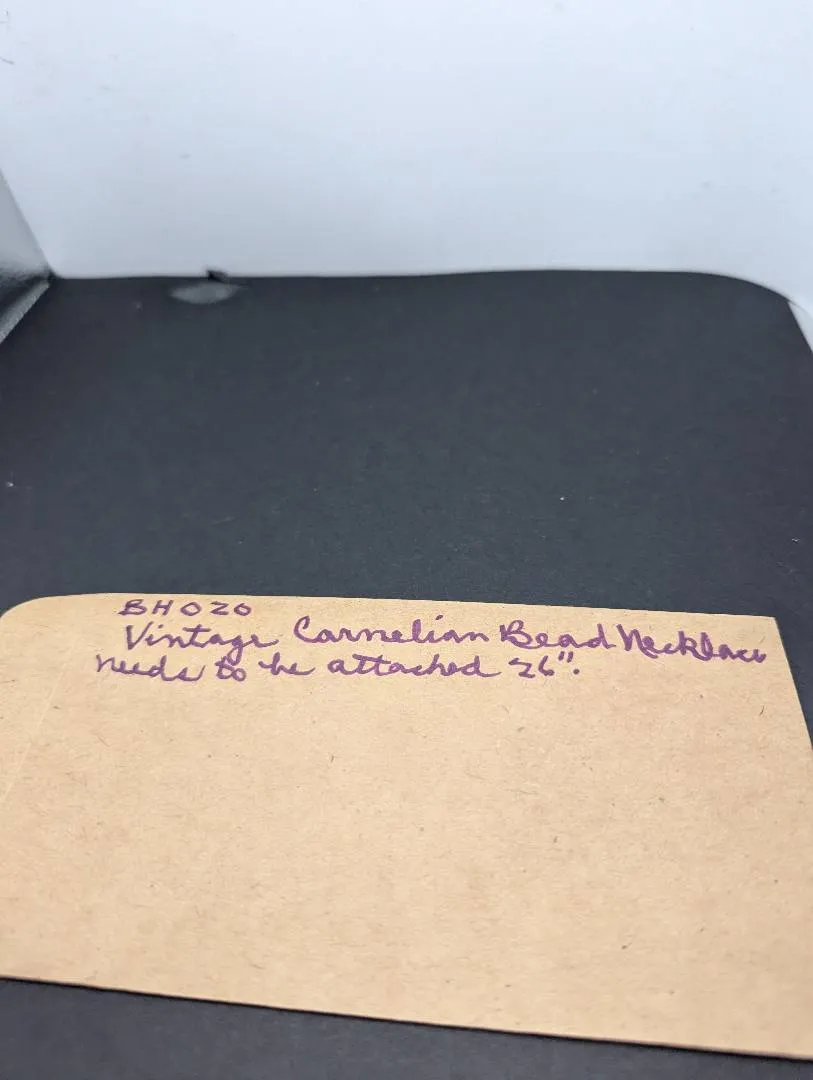 BH020
Vintage Carnelian Bead Necklace
needs to be attached 26".